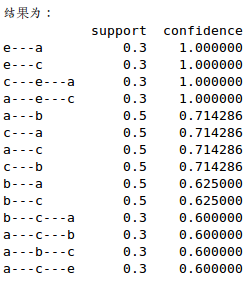 结果为：
support confidence
e---a 0.3 1.000000
e---c 0.3 1.000000
c---e---a 0.3 1.000000
a---e---c 0.3 1.000000
a---b 0.5 0.714286
c---a 0.5 0.714286
a---c 0.5 0.714286
c---b 0.5 0.714286
b---a 0.5 0.625000
b---c 0.5 0.625000
b---c---a 0.3 0.600000
a---c---b 0.3 0.600000
a---b---c 0.3 0.600000
a---c---e 0.3 0.600000